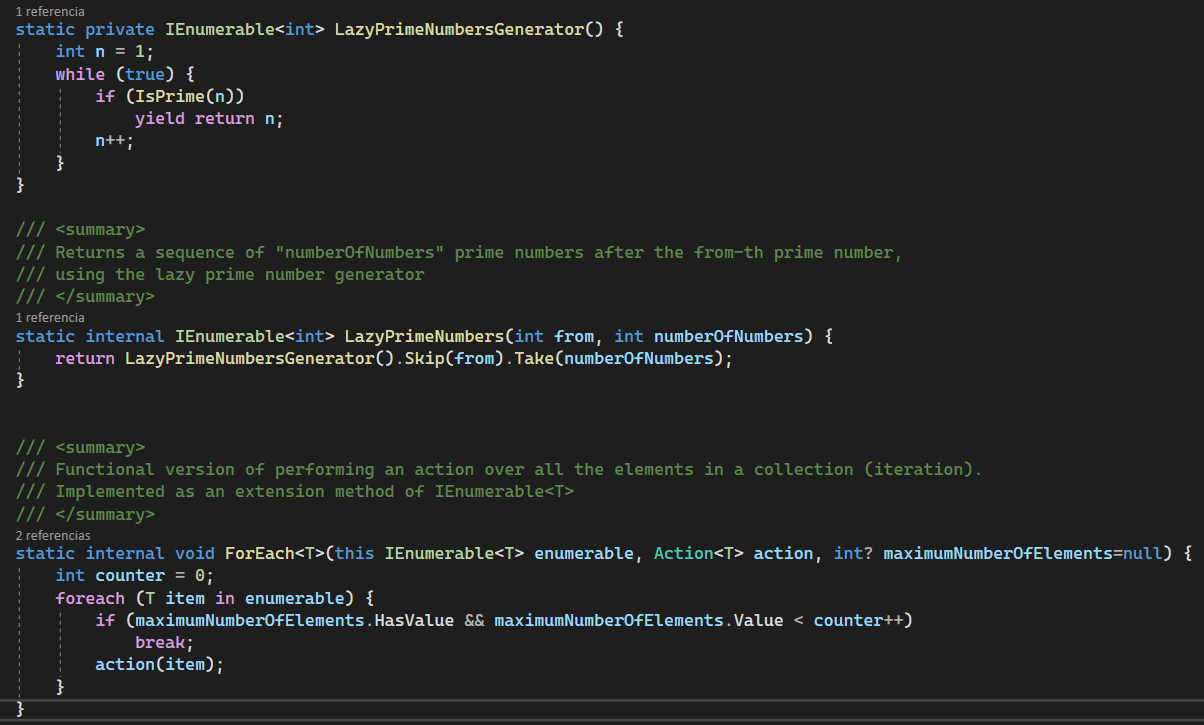 1 referencia
static private IEnumerable<int> LazyPrimeNumbersGenerator() {
    int n = 1;
    while (true) {
        if (IsPrime(n))
            yield return n;
        n++;
    }
}
/// <summary>
/// Returns a sequence of "numberOfNumbers" prime numbers after the from-th prime number,
/// using the lazy prime number generator
/// </summary>
1 referencia
static internal IEnumerable<int> LazyPrimeNumbers(int from, int numberOfNumbers) {
    return LazyPrimeNumbersGenerator().Skip(from).Take(numberOfNumbers);
}
/// <summary>
/// Functional version of performing an action over all the elements in a collection (iteration).
/// Implemented as an extension method of IEnumerable<T>
/// </summary>
2 referencias
static internal void ForEach<T>(this IEnumerable<T> enumerable, Action<T> action, int? maximumNumberOfElements=null) {
    int counter = 0;
    foreach (T item in enumerable) {
        if (maximumNumberOfElements.HasValue && maximumNumberOfElements.Value < counter++)
            break;
        action(item);
    }
}